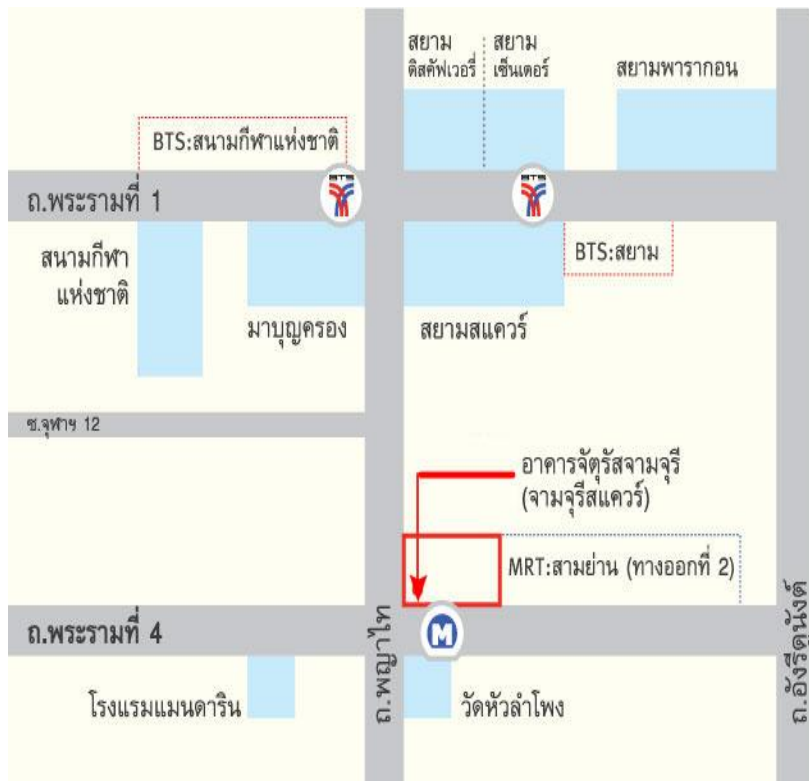 สยาม
ดิสคัฟเวอรี่
สยาม
เซ็นเตอร์
สยามพารากอน
BTS:สนามกีฬาแห่งชาติ
BTS
BTS
ถ.พระรามที่ 1
สนามกีฬา
แห่งชาติ
มาบุญครอง
สยามสแควร์
BTS:สยาม
ซ.จุฬาฯ 12
อาคารจัตุรัสจามจุรี
(จามจุรีสแควร์)
MRT:สามย่าน (ทางออกที่ 2)
ถ.พระรามที่ 4
M
ถ.พญาไท
ถ.อังรีดูนังต์
โรงแรมแมนดาริน
วัดหัวลำโพง